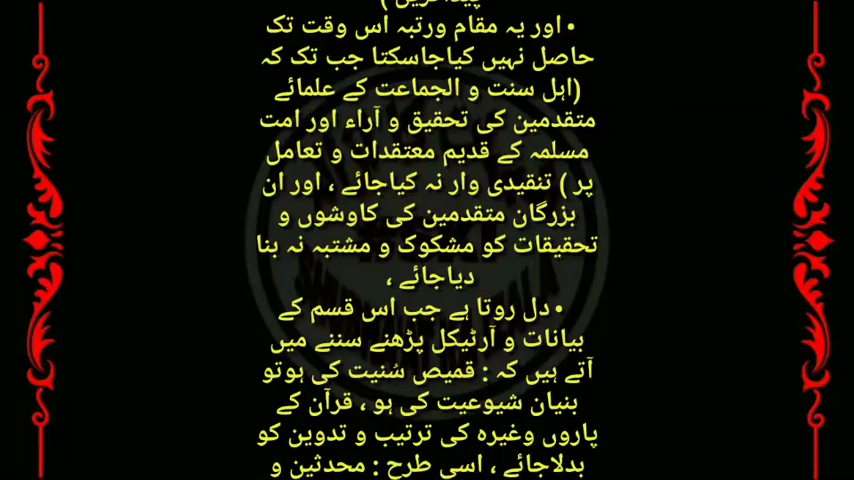 • اور یہ مقام ورتبہ اس وقت تک
حاصل نہیں کیاجاسکتا جب تک کہ
(اہل سنت و الجماعت کے علمائے
متقدمین کی تحقیق و آراء اور امت
مسلمہ کے قدیم معتقدات و تعامل
پر ) تنقیدی وار نہ کیاجائے ، اور ان
بزرگان متقدمین کی کاوشوں و
تحقیقات کو مشکوک و مشتبہ نہ بنا
دیاجائے ،
• دل روتا ہے جب اس قسم کے
بیانات و آرٹیکل پڑھنے سننے میں
آتے ہیں کہ : قمیص سُنیت کی ہوتو
بنیان شیوعیت کی ہو ، قرآن کے
پاروں وغیرہ کی ترتیب و تدوین کو
بدلاجائے ، اسی طرح : محدثین و